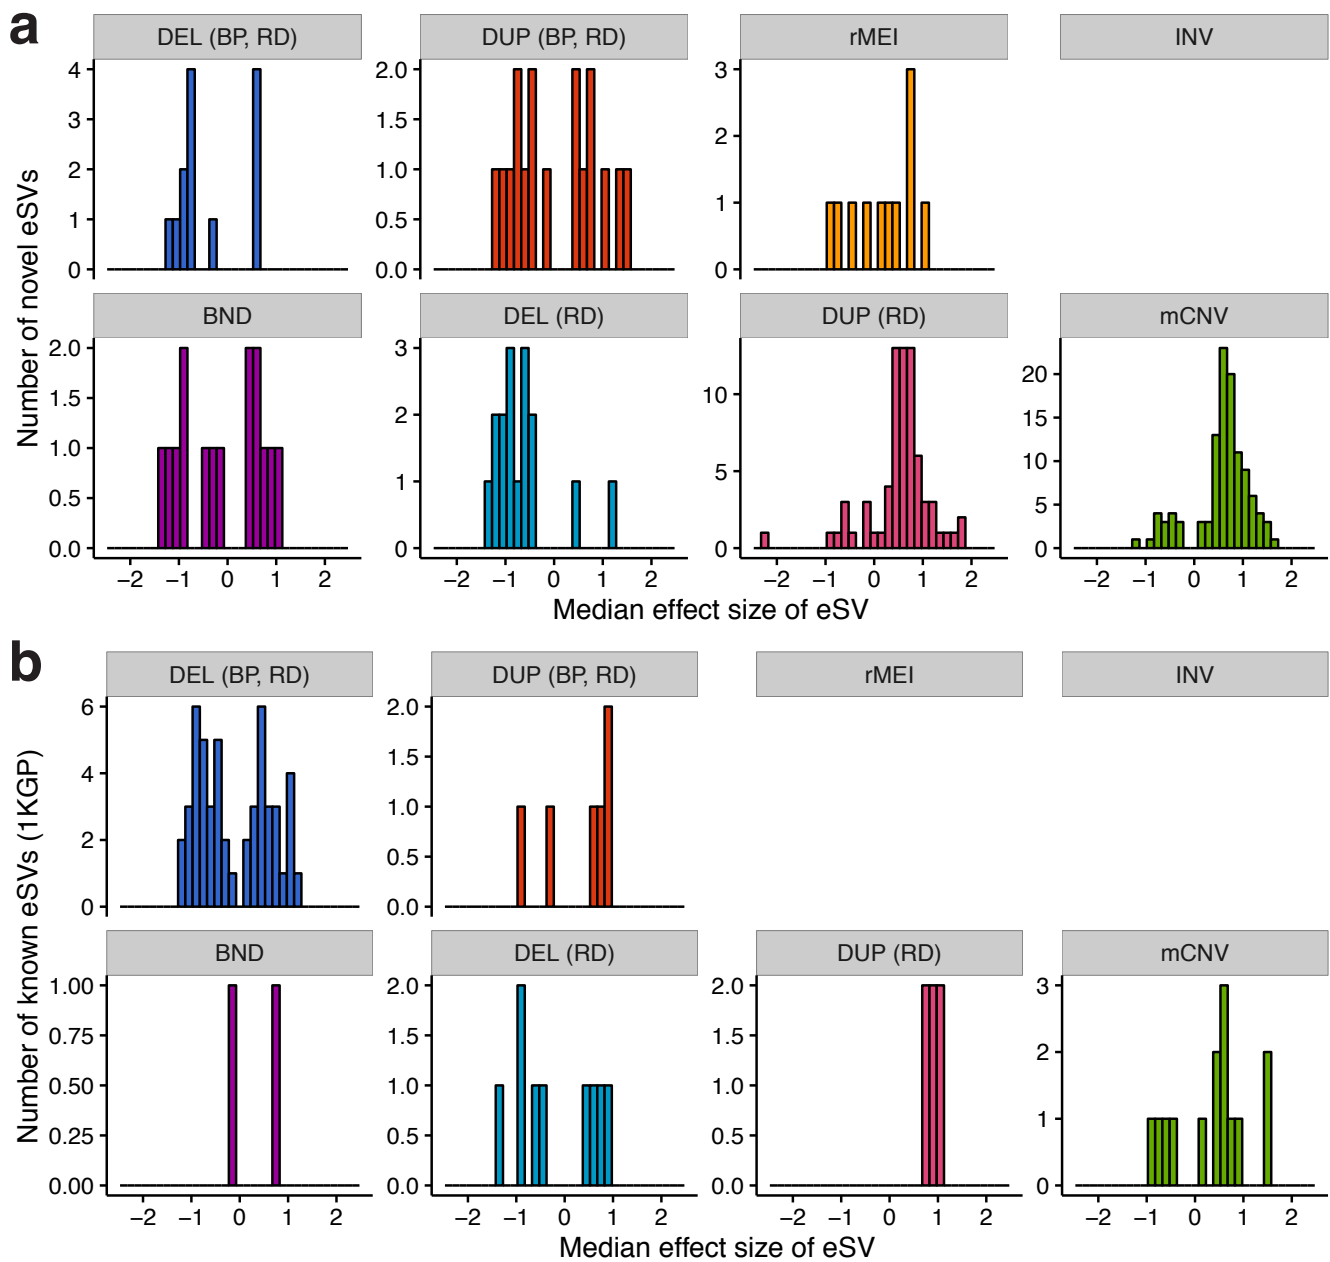 a
DEL (BP, RD) DUP (BP, RD) rMEI INV
4 3 2 1 0
2.0 1.5 1.0 0.5 0.0
3 2 1 0
Number of novel eSVs
BND DEL (RD) DUP (RD) mCNV
2.0 1.5 1.0 0.5 0.0
3 2 1 0
10 5 0
20 15 10 5 0
−2 −1 0 1 2 −2 −1 0 1 2 −2 −1 0 1 2 −2 −1 0 1 2
Median effect size of eSV
b
DEL (BP, RD) DUP (BP, RD) rMEI INV
6 4 2 0
2.0 1.5 1.0 0.5 0.0
Number of known eSVs (1KGP)
BND DEL (RD) DUP (RD) mCNV
1.00 0.75 0.50 0.25 0.00
2.0 1.5 1.0 0.5 0.0
2.0 1.5 1.0 0.5 0.0
3 2 1 0
−2 −1 0 1 2 −2 −1 0 1 2 −2 −1 0 1 2 −2 −1 0 1 2
Median effect size of eSV